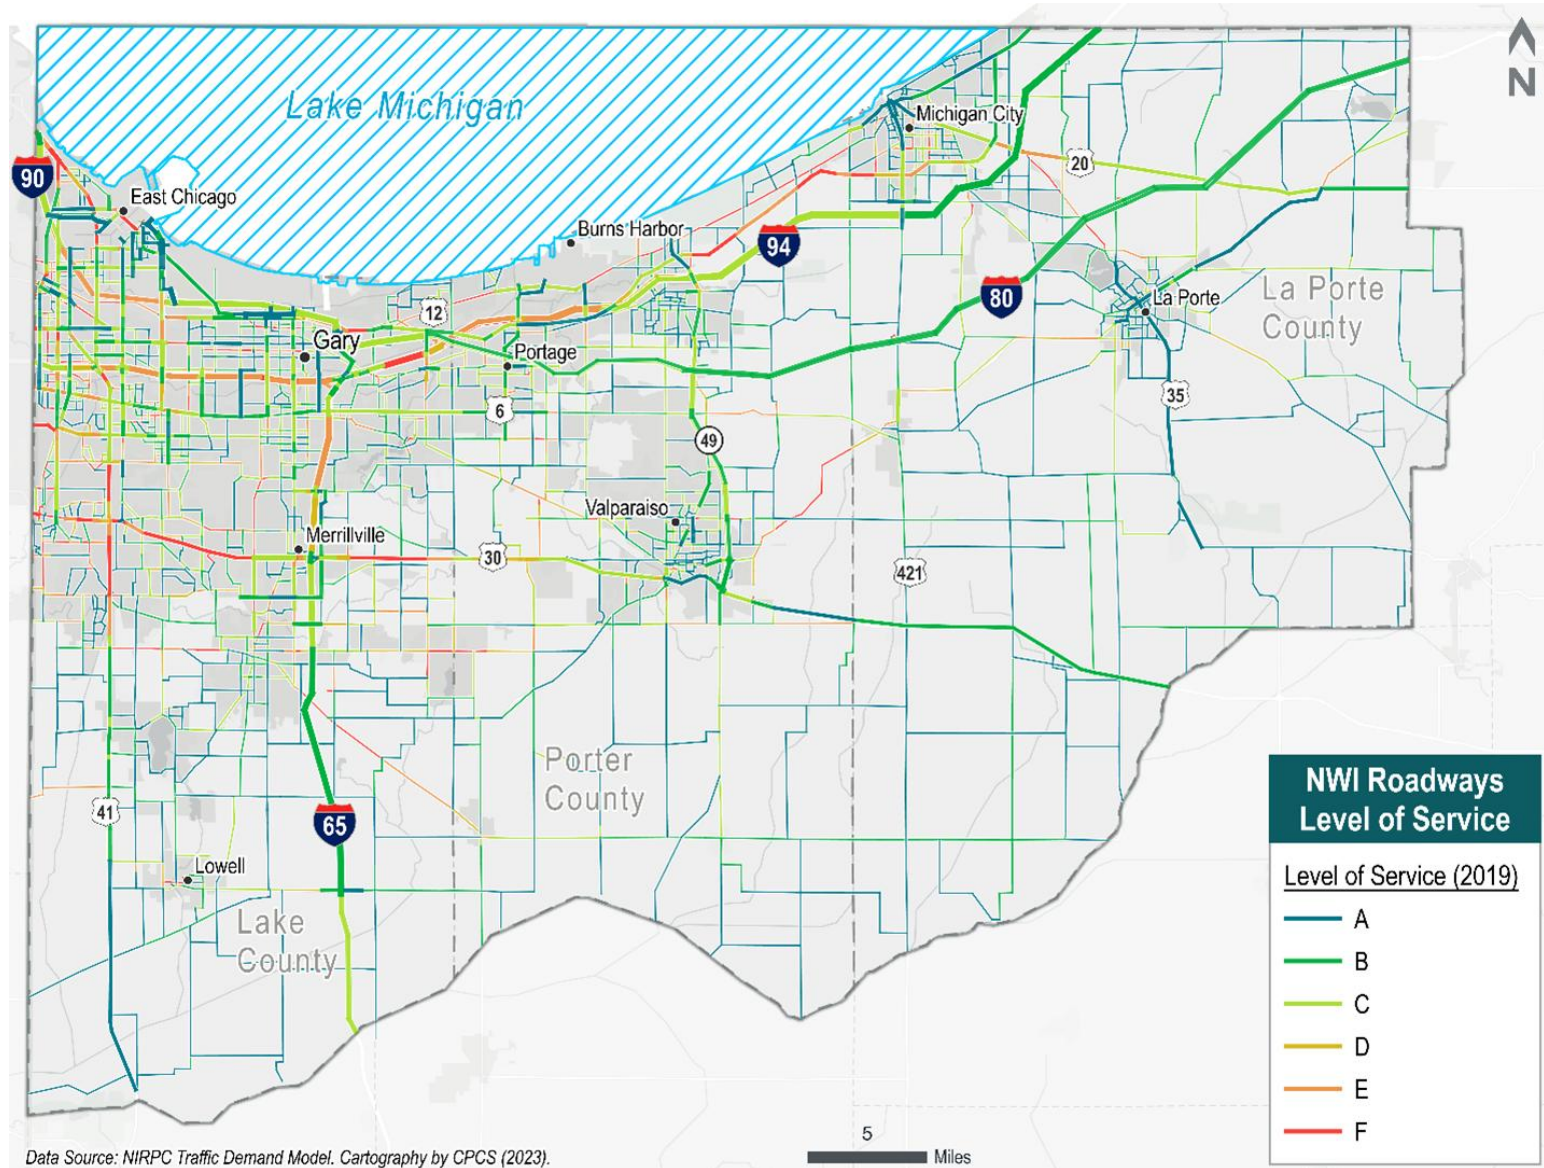 Lake Michigan
N
Michigan City
90
20
East Chicago
Burns Harbor
94
80
La Porte
La Porte
County
12
Gary
Portage
35
6
49
Valparaiso
Merrillville
30
421
Porter
County
41
65
Lowell
Lake
County
NWI Roadways
Level of Service
Level of Service (2019)
A
B
C
D
E
F
5
Miles
Data Source: NIRPC Traffic Demand Model. Cartography by CPCS (2023).